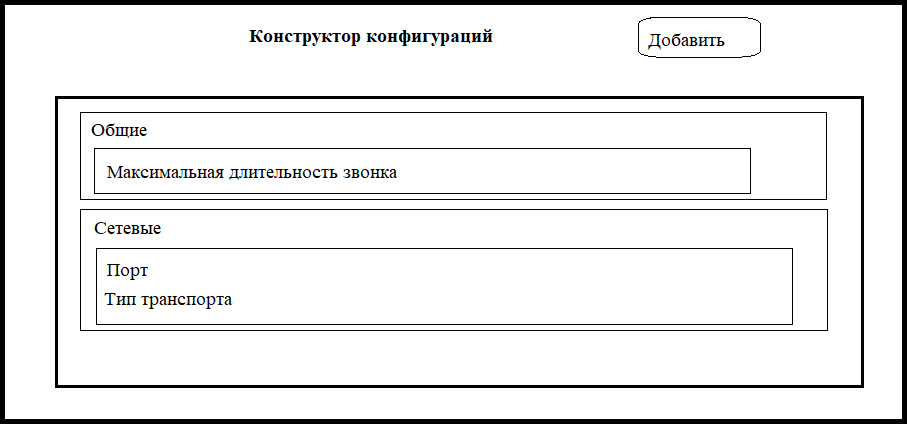 Конструктор конфигураций
Добавить
Общие
Максимальная длительность звонка
Сетевые
Порт
Тип транспорта